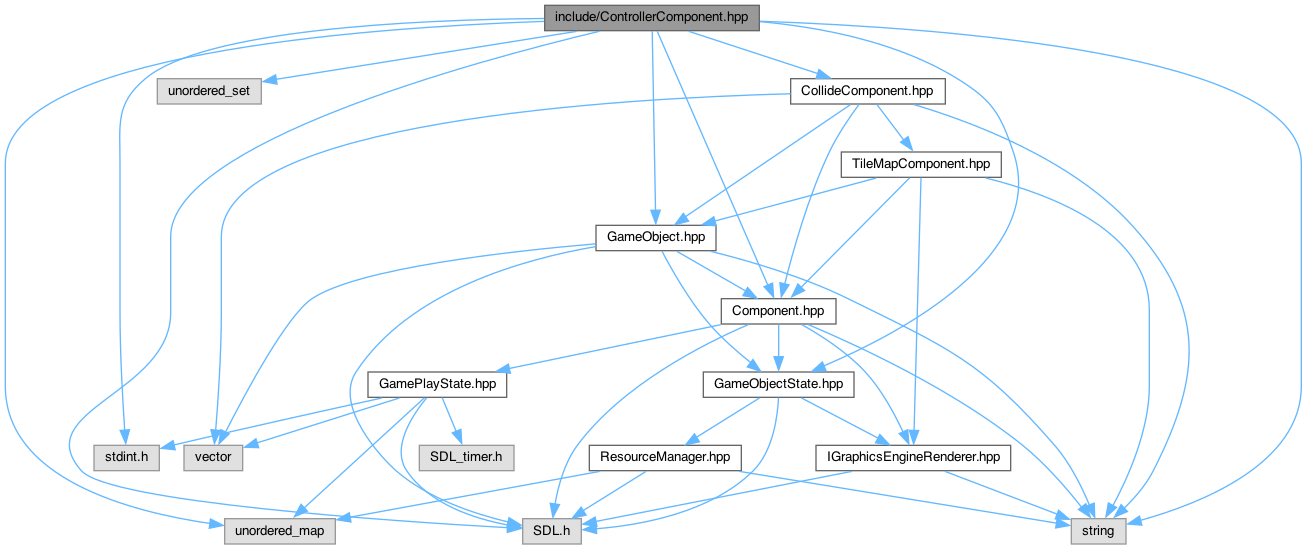 include/ControllerComponent.hpp
unordered_set
CollideComponent.hpp
TileMapComponent.hpp
GameObject.hpp
Component.hpp
GamePlayState.hpp
GameObjectState.hpp
stdint.h
vector
SDL_timer.h
ResourceManager.hpp
IGraphicsEngineRenderer.hpp
unordered_map
SDL.h
string